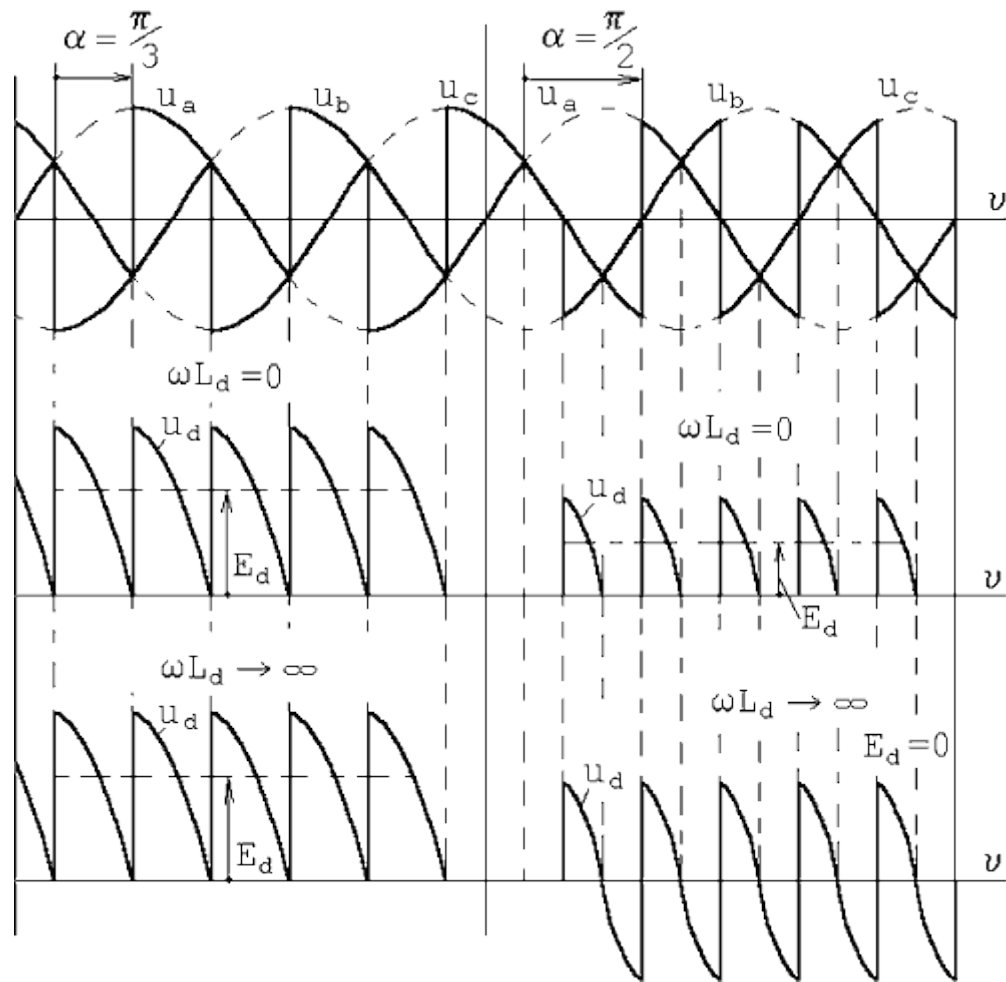 α = π/3
α = π/2
u_a
u_b
u_c
u_a
u_b
u_c
υ
ωL_d = 0
u_d
E_d
ωL_d = 0
u_d
E_d
υ
ωL_d → ∞
u_d
E_d
ωL_d → ∞
E_d = 0
u_d
υ